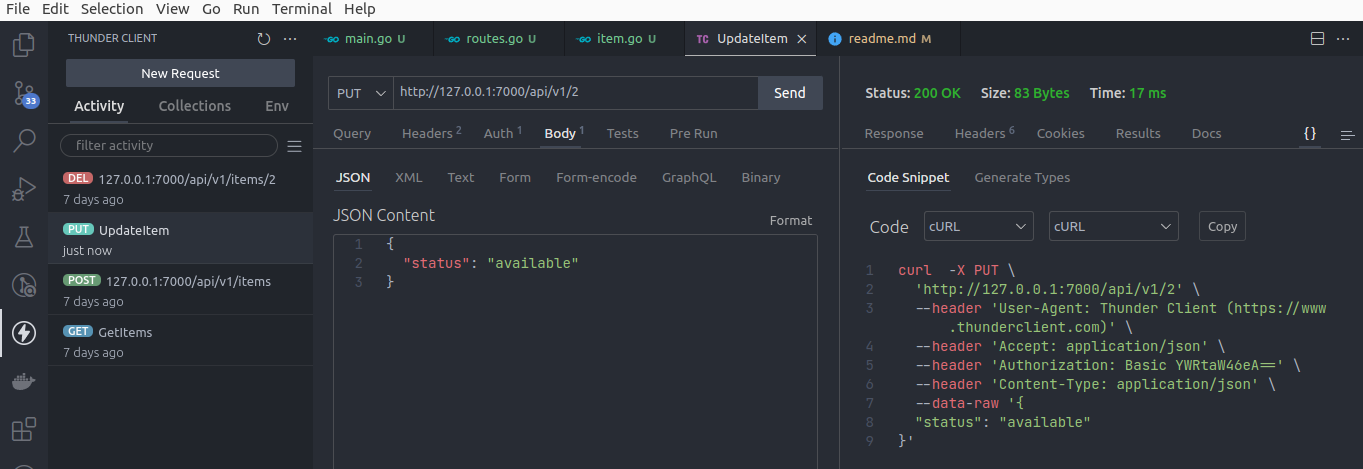 File Edit Selection View Go Run Terminal Help
THUNDER CLIENT
main.go U
routes.go U
item.go U
TC UpdateItem
readme.md M
33
New Request
Activity Collections Env
filter activity
DEL 127.0.0.1:7000/api/v1/items/2
7 days ago
PUT UpdateItem
just now
POST 127.0.0.1:7000/api/v1/items
7 days ago
GET GetItems
7 days ago
PUT http://127.0.0.1:7000/api/v1/2 Send
Query Headers 2 Auth 1 Body 1 Tests Pre Run
JSON XML Text Form Form-encode GraphQL Binary
JSON Content Format
1 {
2 "status": "available"
3 }
Status: 200 OK Size: 83 Bytes Time: 17 ms
Response Headers 6 Cookies Results Docs {}
Code Snippet Generate Types
Code cURL cURL Copy
1 curl -X PUT \
2 'http://127.0.0.1:7000/api/v1/2' \
3 --header 'User-Agent: Thunder Client (https://www
.thunderclient.com)' \
4 --header 'Accept: application/json' \
5 --header 'Authorization: Basic YWRtaW46eA==' \
6 --header 'Content-Type: application/json' \
7 --data-raw '{
8 "status": "available"
9 }'